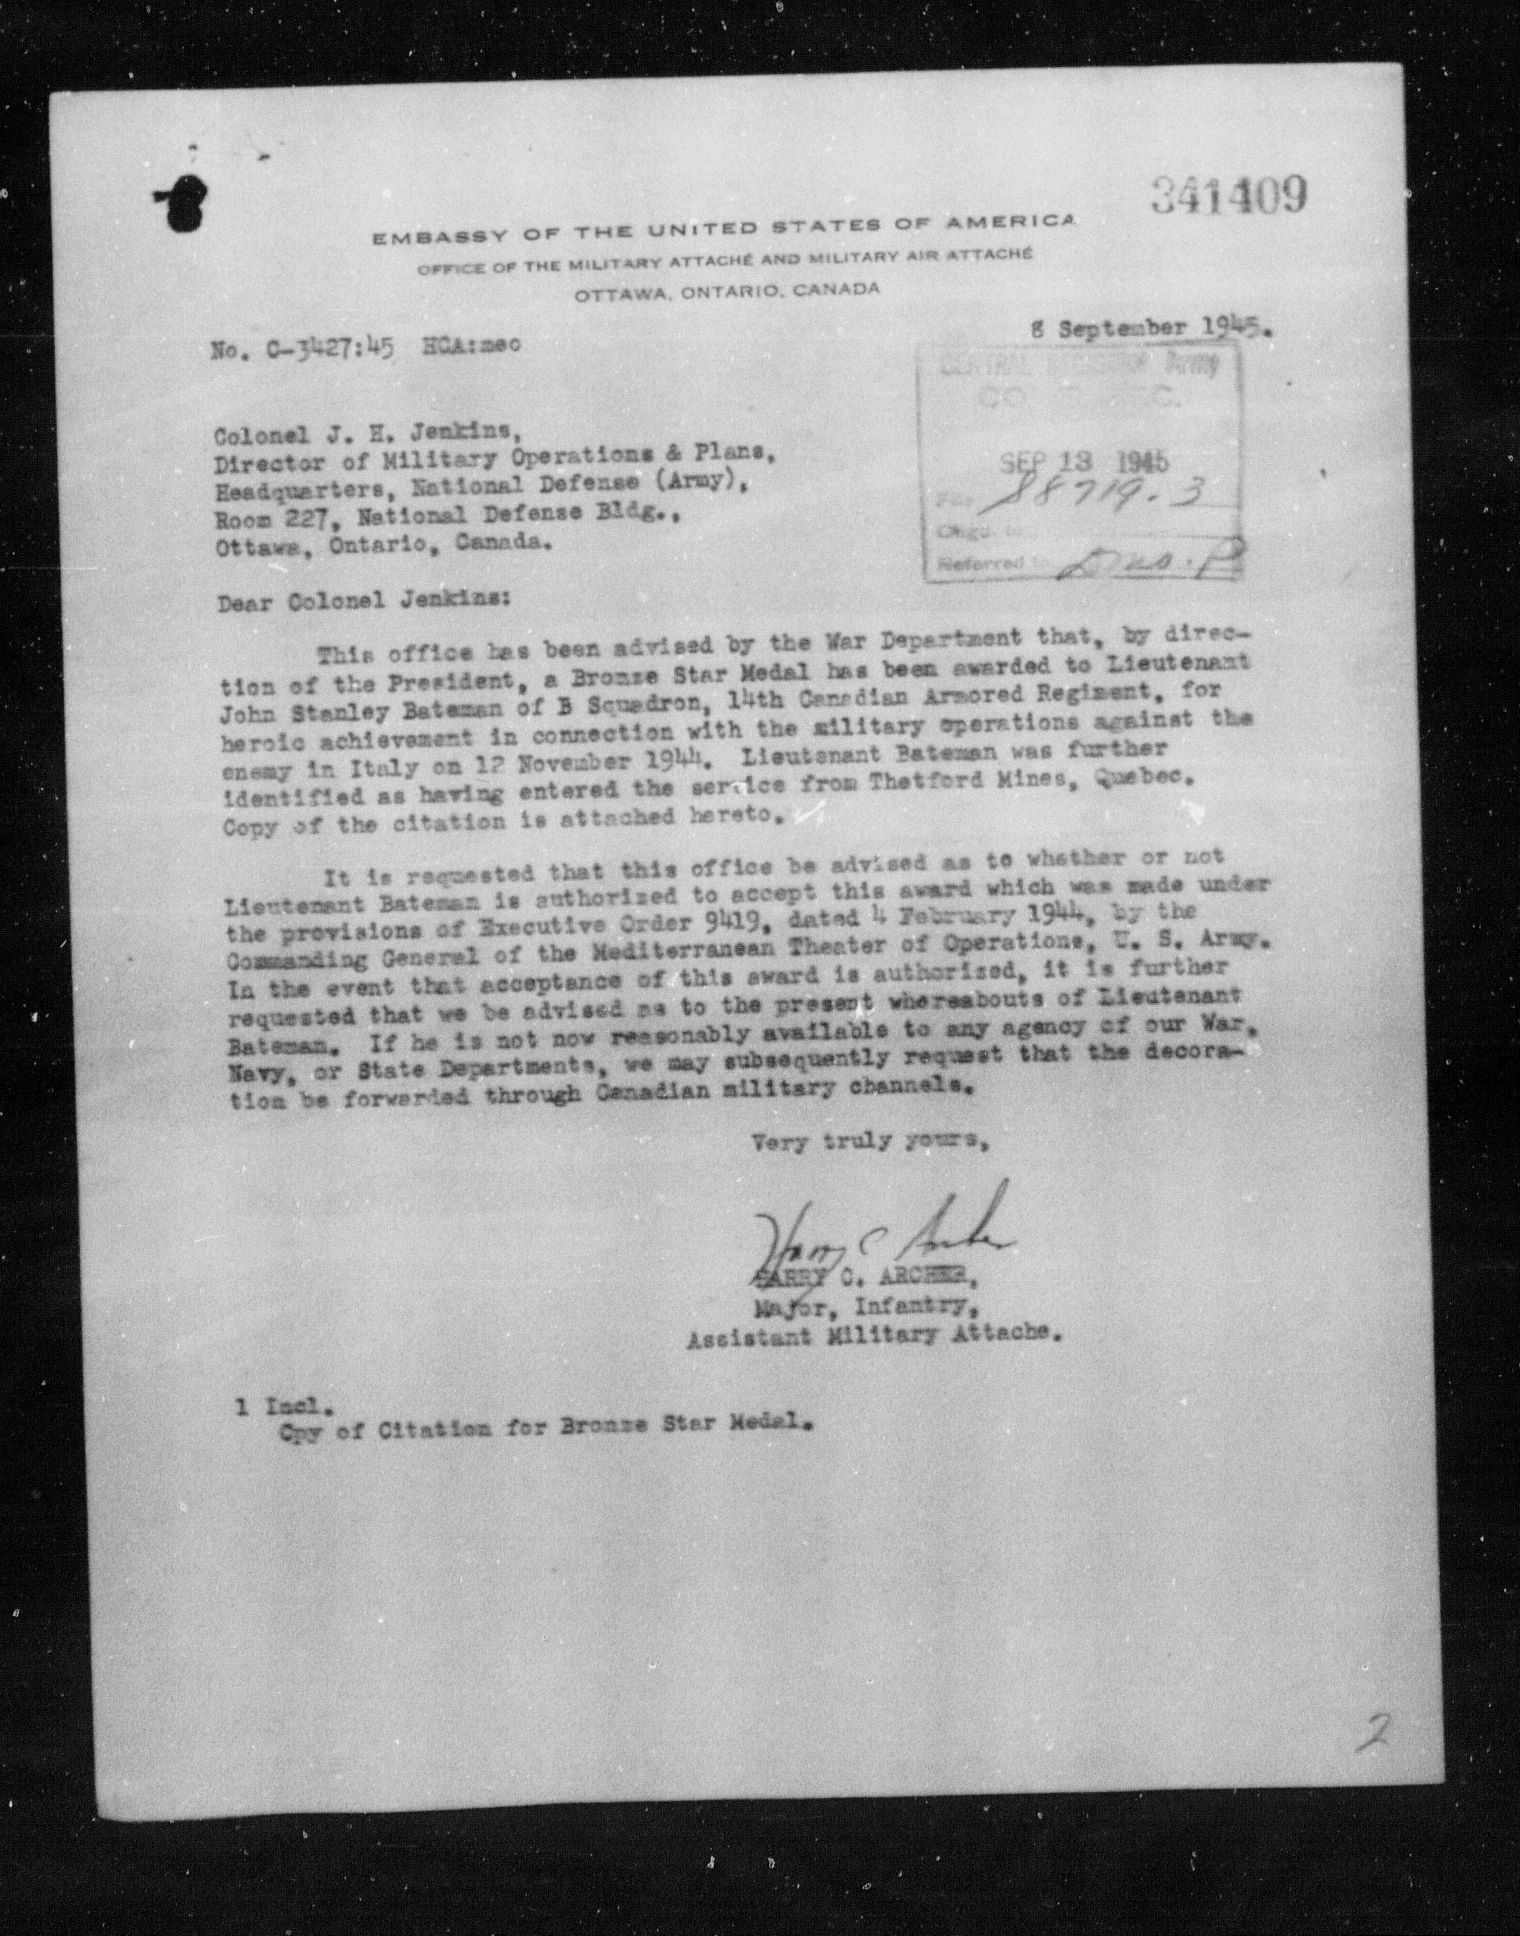 341409
EMBASSY OF THE UNITED STATES OF AMERICA
OFFICE OF THE MILITARY ATTACHÉ AND MILITARY AIR ATTACHÉ
OTTAWA, ONTARIO, CANADA
8 September 1945.
No. C-3427:45 HCA:meo
CENTRAL REGISTRY Army
SEP 13 1945
File 88719-3
Chgd. to
Referred to DMO.P
Colonel J. H. Jenkins,
Director of Military Operations & Plans,
Headquarters, National Defense (Army),
Room 227, National Defense Bldg.,
Ottawa, Ontario, Canada.
Dear Colonel Jenkins:
This office has been advised by the War Department that, by direc-
tion of the President, a Bronze Star Medal has been awarded to Lieutenant
John Stanley Bateman of B Squadron, 14th Canadian Armored Regiment, for
heroic achievement in connection with the military operations against the
enemy in Italy on 12 November 1944. Lieutenant Bateman was further
identified as having entered the service from Thetford Mines, Quebec.
Copy of the citation is attached hereto.
It is requested that this office be advised as to whether or not
Lieutenant Bateman is authorized to accept this award which was made under
the provisions of Executive Order 9419, dated 4 February 1944, by the
Commanding General of the Mediterranean Theater of Operations, U. S. Army.
In the event that acceptance of this award is authorized, it is further
requested that we be advised as to the present whereabouts of Lieutenant
Bateman. If he is not now reasonably available to any agency of our War,
Navy, or State Departments, we may subsequently request that the decora-
tion be forwarded through Canadian military channels.
Very truly yours,
Harry C Archer
HARRY C. ARCHER,
Major, Infantry,
Assistant Military Attache.
1 Incl.
Cpy of Citation for Bronze Star Medal.
2